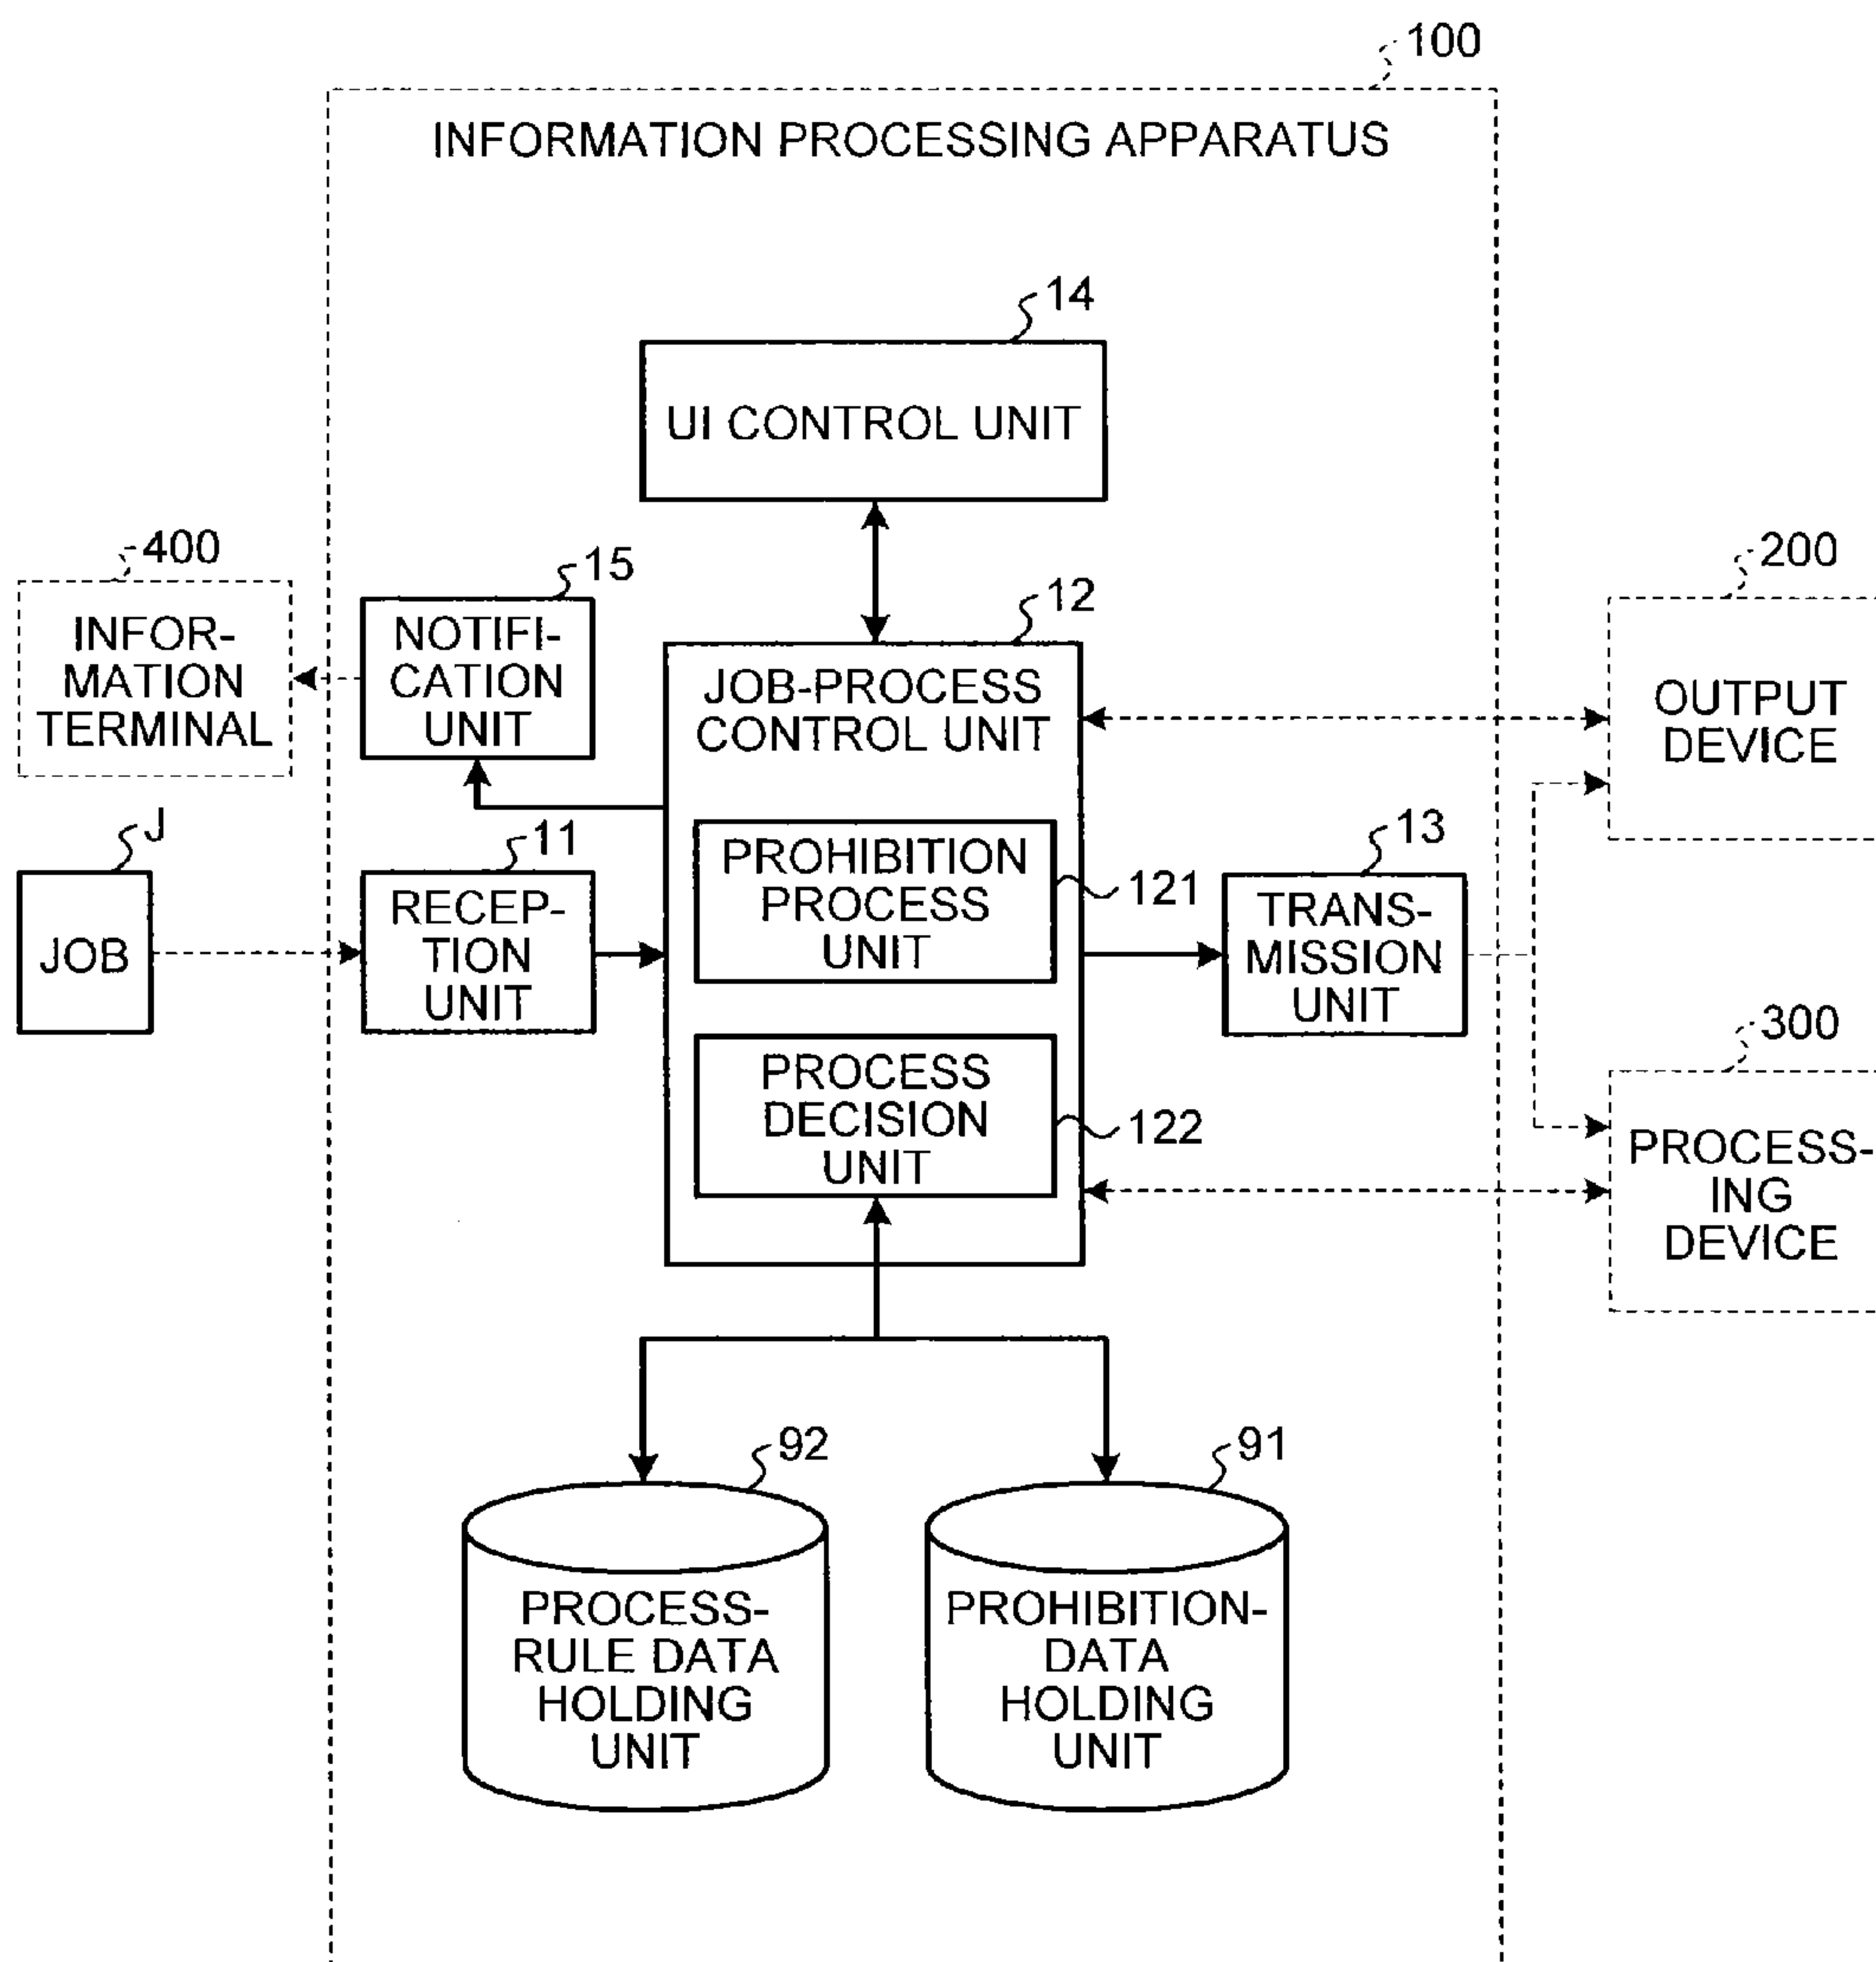 100
INFORMATION PROCESSING APPARATUS
14
UI CONTROL UNIT
400
INFOR-
MATION
TERMINAL
15
NOTIFI-
CATION
UNIT
12
JOB-PROCESS
CONTROL UNIT
200
OUTPUT
DEVICE
J
JOB
11
RECEP-
TION
UNIT
PROHIBITION
PROCESS
UNIT
121
13
TRANS-
MISSION
UNIT
PROCESS
DECISION
UNIT
122
300
PROCESS-
ING
DEVICE
92
PROCESS-
RULE DATA
HOLDING
UNIT
91
PROHIBITION-
DATA
HOLDING
UNIT